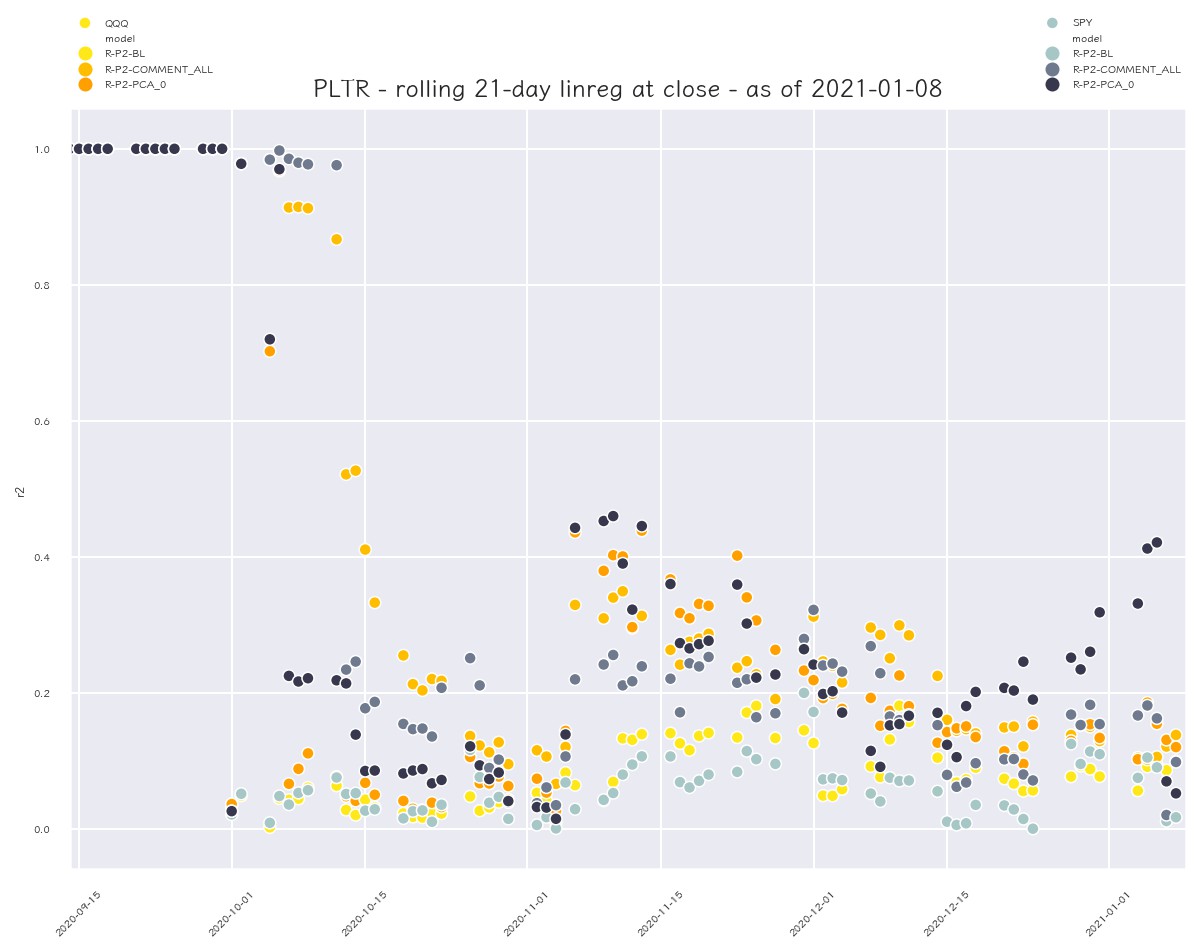 QQQ
model
R-P2-BL
R-P2-COMMENT_ALL
R-P2-PCA_0
SPY
model
R-P2-BL
R-P2-COMMENT_ALL
R-P2-PCA_0
PLTR - rolling 21-day linreg at close - as of 2021-01-08
1.0
0.8
0.6
0.4
0.2
0.0
r2
2020-09-15
2020-10-01
2020-10-15
2020-11-01
2020-11-15
2020-12-01
2020-12-15
2021-01-01